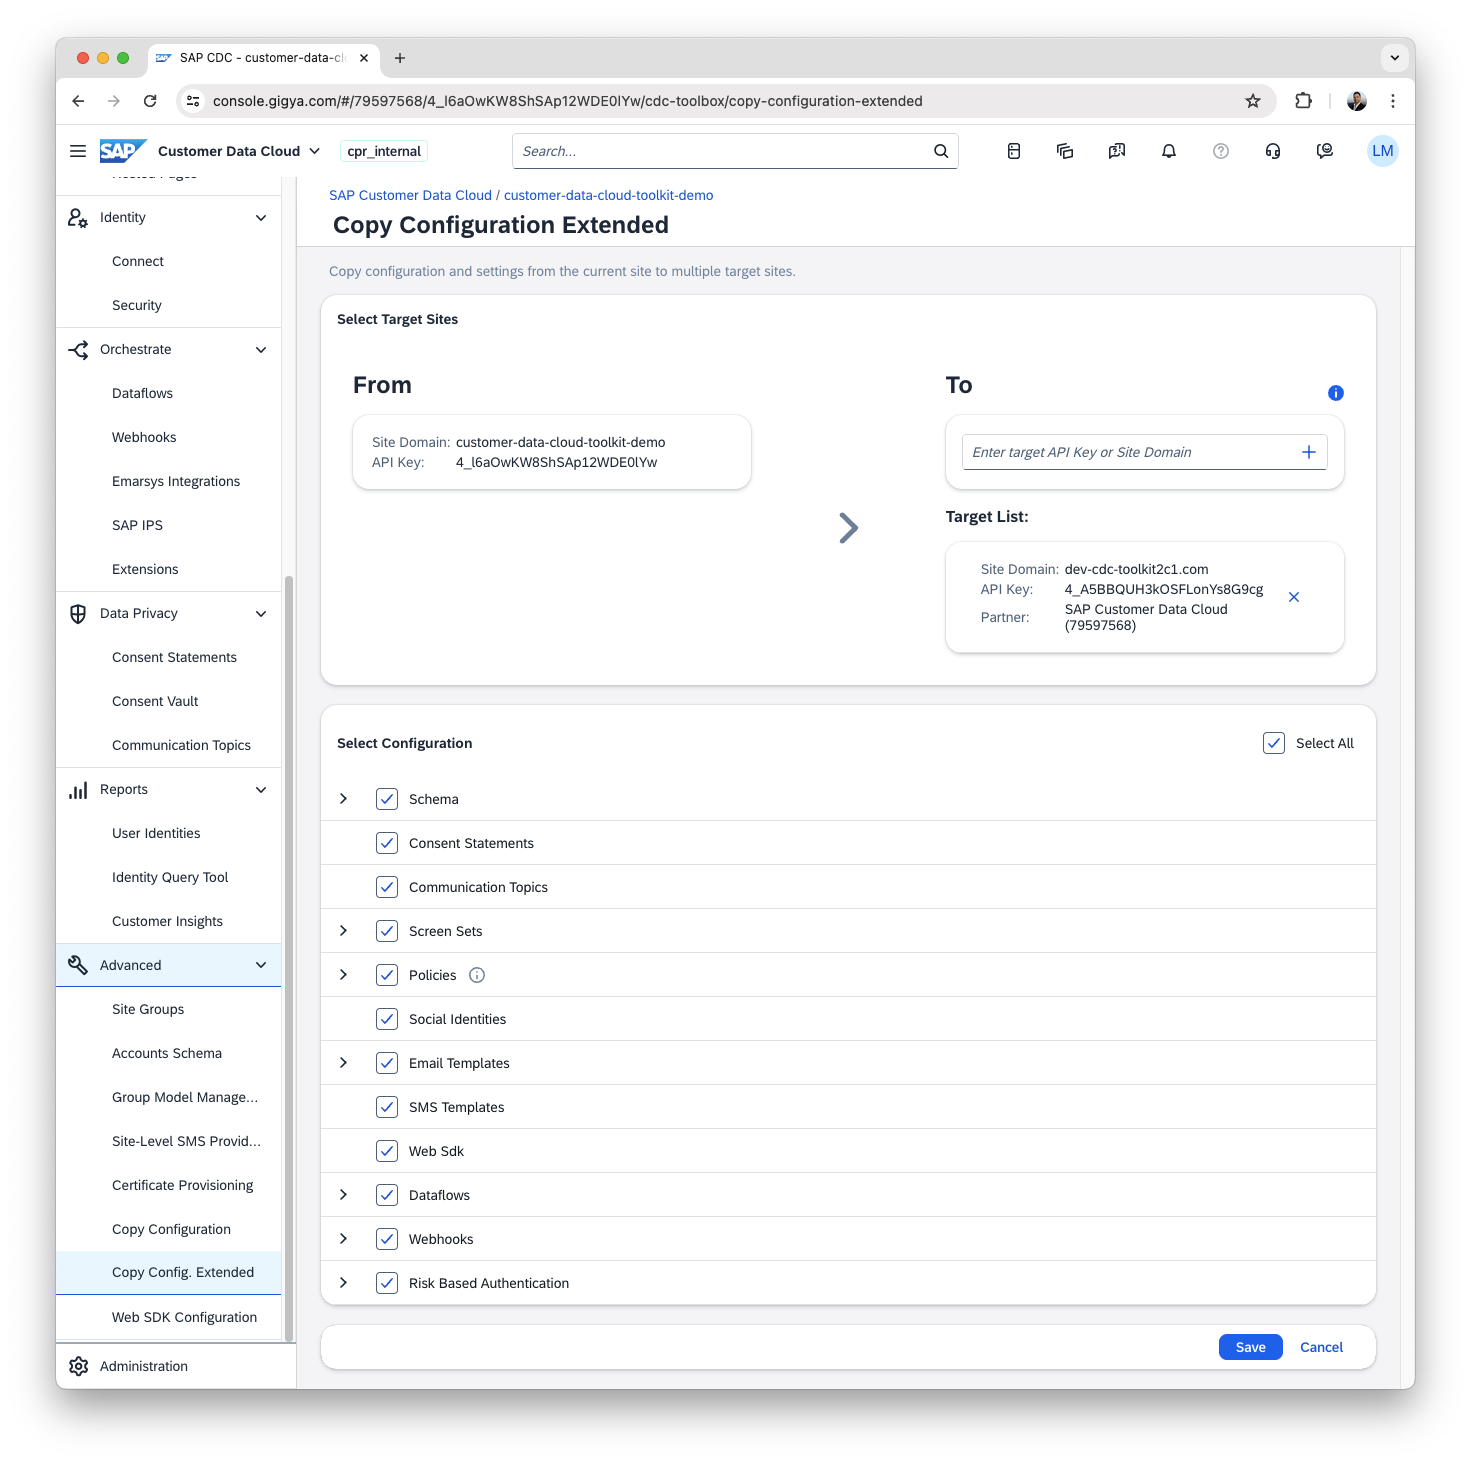 SAP CDC - customer-data-cl
console.gigya.com/#/79597568/4_l6aOwKW8ShSAp12WDE0lYw/cdc-toolbox/copy-configuration-extended
SAP Customer Data Cloud cpr_internal Search... LM
Hosted Pages
Identity
Connect
Security
Orchestrate
Dataflows
Webhooks
Emarsys Integrations
SAP IPS
Extensions
Data Privacy
Consent Statements
Consent Vault
Communication Topics
Reports
User Identities
Identity Query Tool
Customer Insights
Advanced
Site Groups
Accounts Schema
Group Model Manage...
Site-Level SMS Provid...
Certificate Provisioning
Copy Configuration
Copy Config. Extended
Web SDK Configuration
Administration
SAP Customer Data Cloud / customer-data-cloud-toolkit-demo
Copy Configuration Extended
Copy configuration and settings from the current site to multiple target sites.
Select Target Sites
From
Site Domain: customer-data-cloud-toolkit-demo
API Key: 4_l6aOwKW8ShSAp12WDE0lYw
To
Enter target API Key or Site Domain
Target List:
Site Domain: dev-cdc-toolkit2c1.com
API Key: 4_A5BBQUH3kOSFLonYs8G9cg
Partner: SAP Customer Data Cloud
(79597568)
Select Configuration
Select All
Schema
Consent Statements
Communication Topics
Screen Sets
Policies
Social Identities
Email Templates
SMS Templates
Web Sdk
Dataflows
Webhooks
Risk Based Authentication
Save Cancel